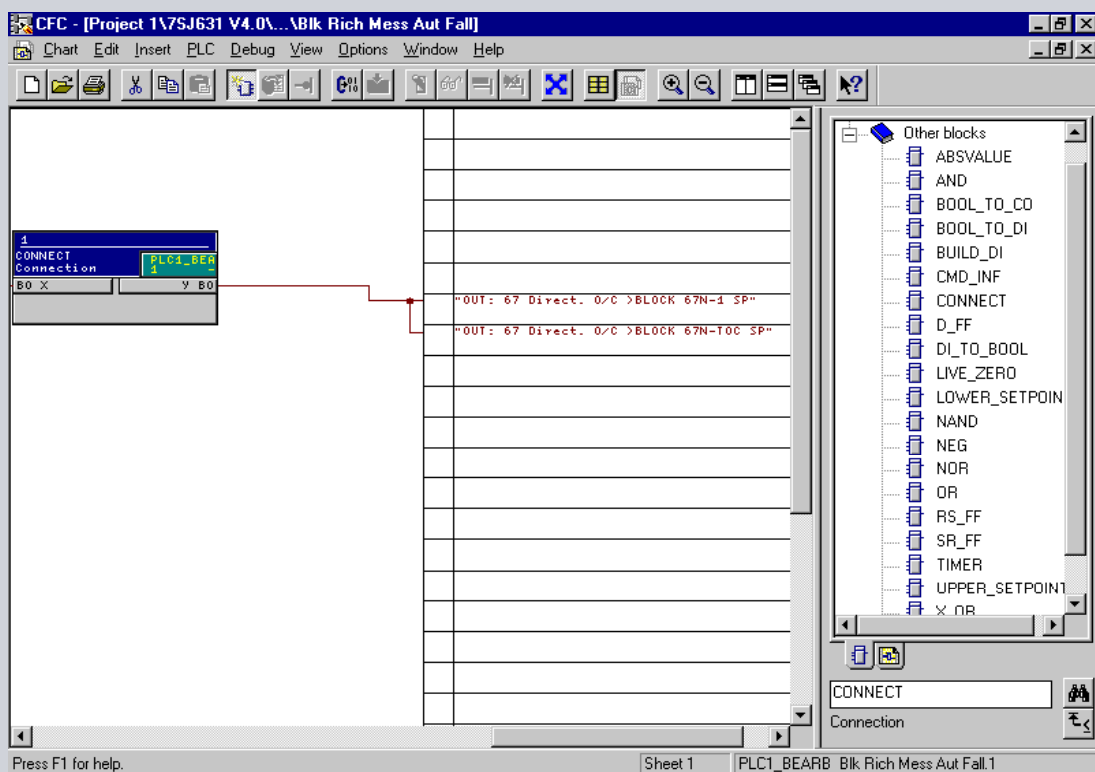 CFC - [Project 1\7SJ631 V4.0\...\Blk Rich Mess Aut Fall]
Chart Edit Insert PLC Debug View Options Window Help
1
CONNECT
Connection
PLC1_BEA
1 -
BO X
Y BO
"OUT: 67 Direct. O/C >BLOCK 67N-1 SP"
"OUT: 67 Direct. O/C >BLOCK 67N-TOC SP"
Other blocks
ABSVALUE
AND
BOOL_TO_CO
BOOL_TO_DI
BUILD_DI
CMD_INF
CONNECT
D_FF
DI_TO_BOOL
LIVE_ZERO
LOWER_SETPOIN
NAND
NEG
NOR
OR
RS_FF
SR_FF
TIMER
UPPER_SETPOINT
X_OR
CONNECT
Connection
Press F1 for help.
Sheet 1
PLC1_BEARB Blk Rich Mess Aut Fall.1